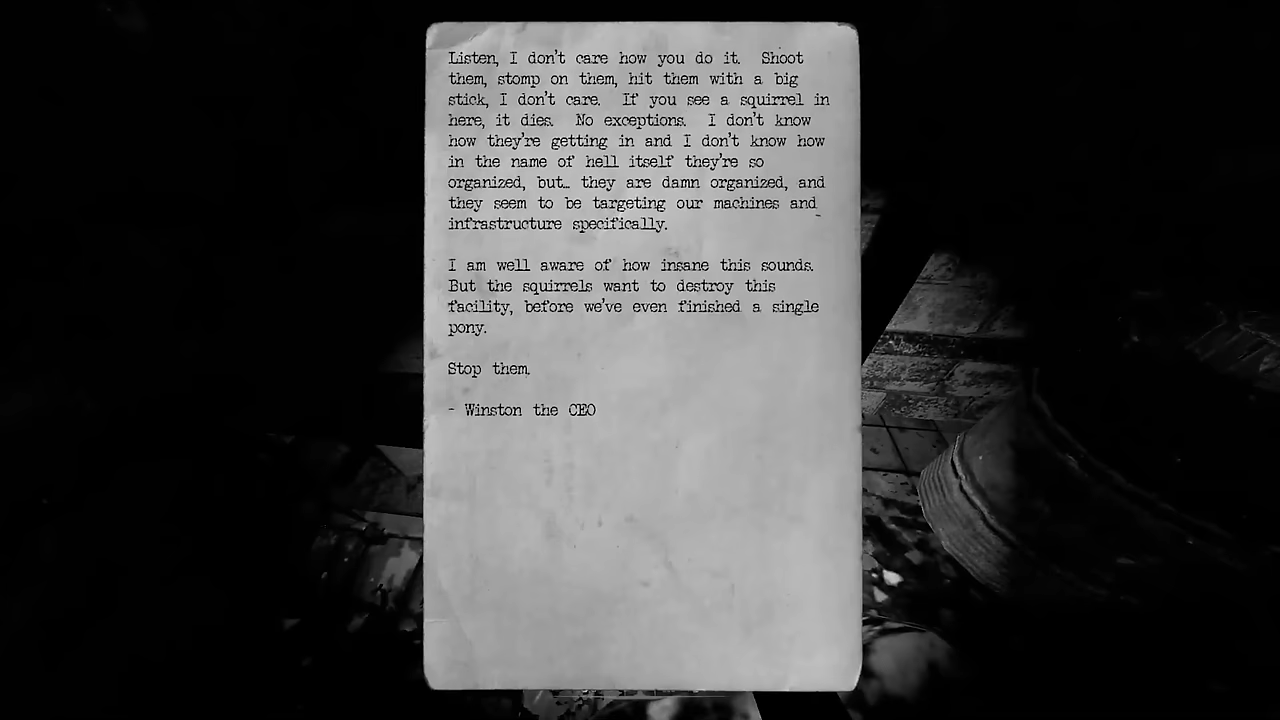 Listen, I don't care how you do it.  Shoot
them, stomp on them, hit them with a big
stick, I don't care.  If you see a squirrel in
here, it dies.  No exceptions.  I don't know
how they're getting in and I don't know how
in the name of hell itself they're so
organized, but… they are damn organized, and
they seem to be targeting our machines and
infrastructure specifically.
I am well aware of how insane this sounds.
But the squirrels want to destroy this
facility, before we've even finished a single
pony.
Stop them.
- Winston the CEO